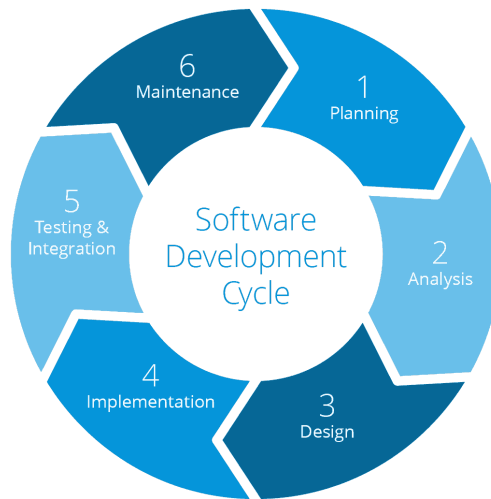 Software
Development
Cycle
1
Planning
2
Analysis
3
Design
4
Implementation
5
Testing &
Integration
6
Maintenance